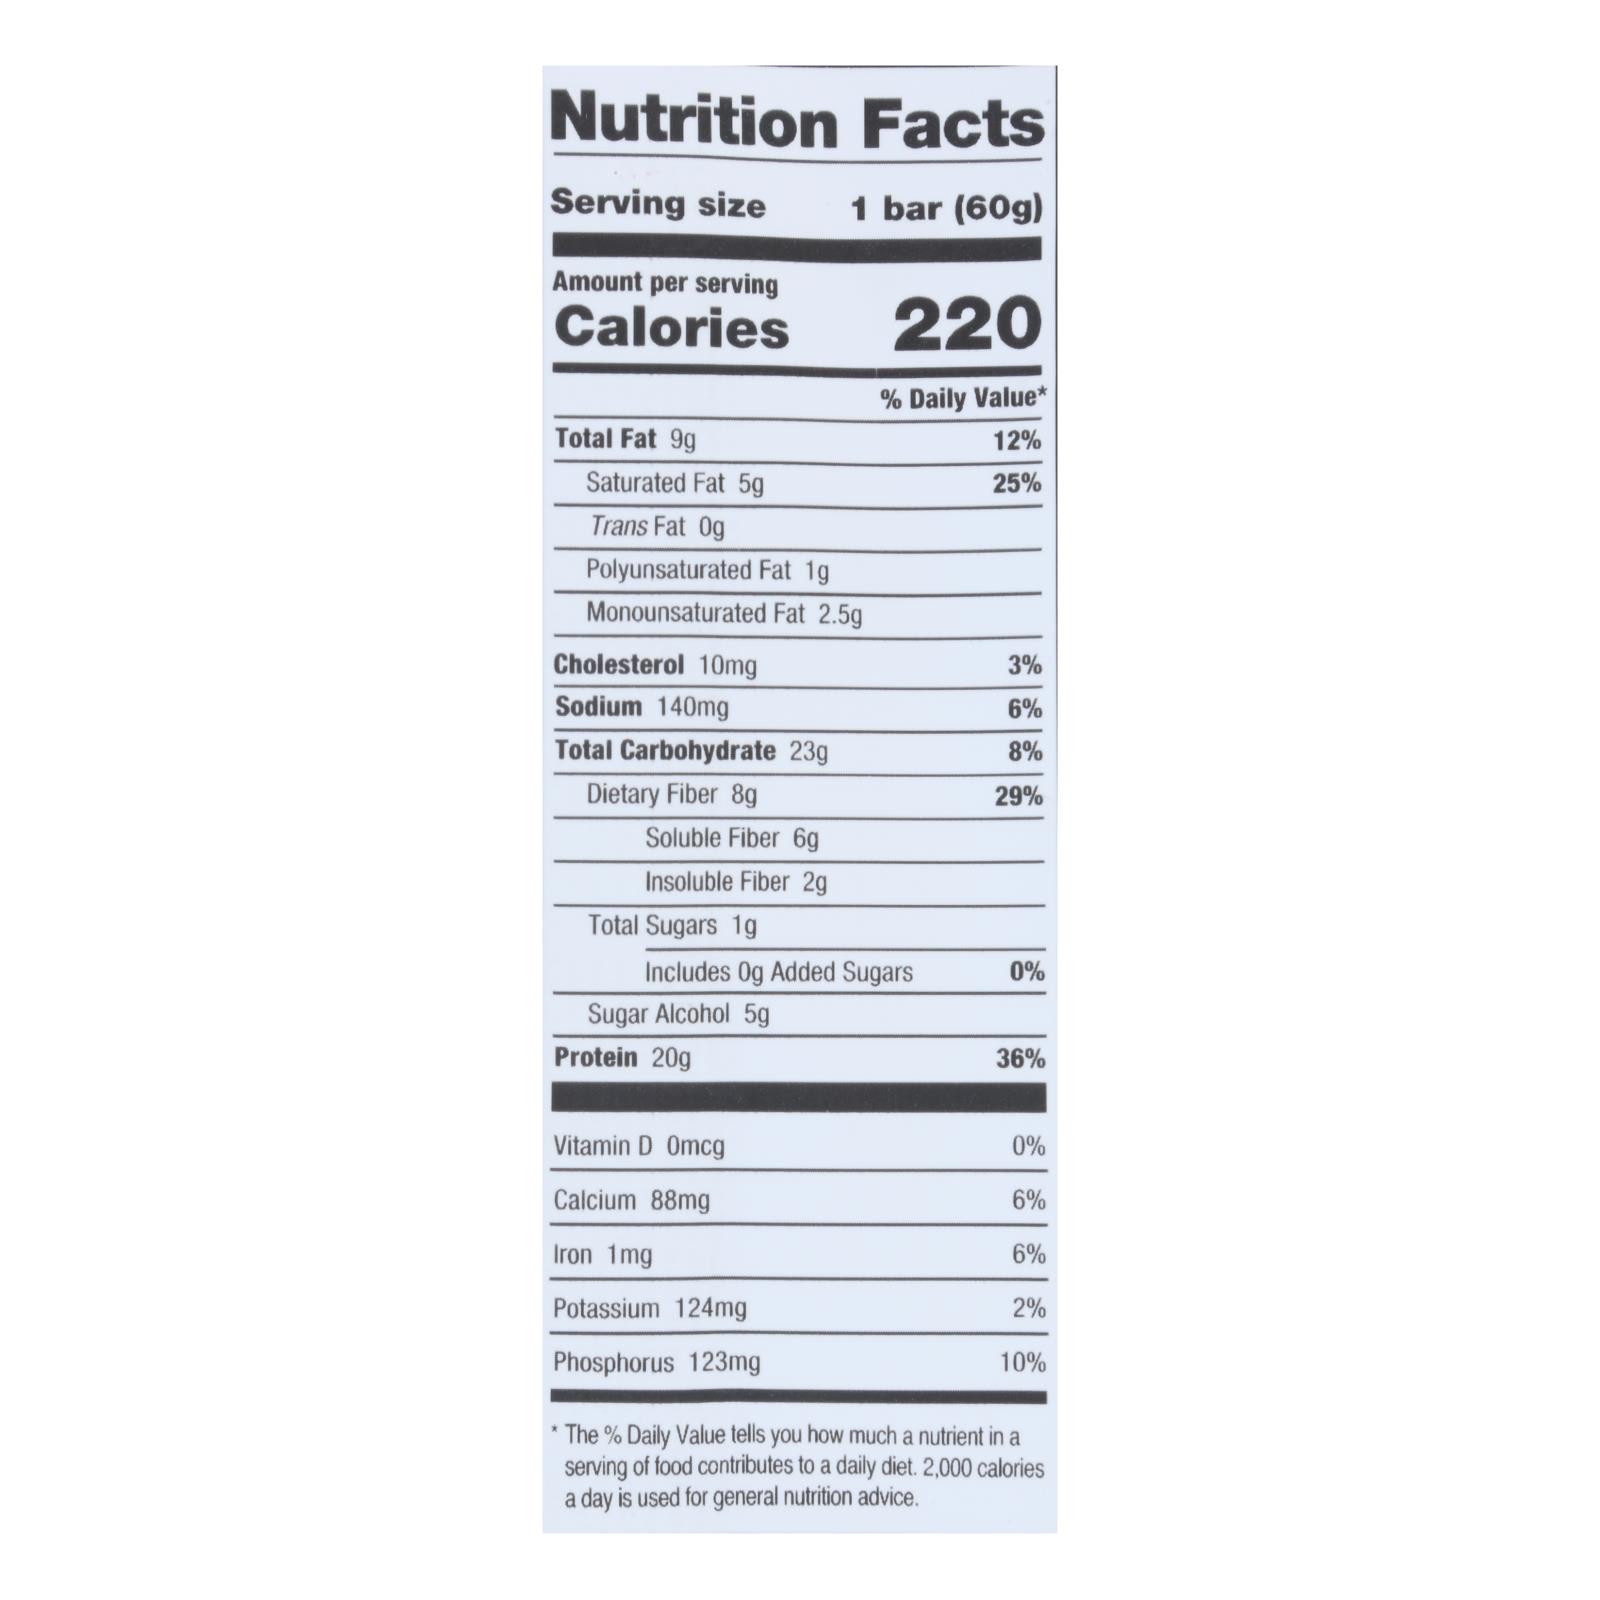 Nutrition Facts
Serving size 1 bar (60g)
Amount per serving
Calories 220
% Daily Value*
Total Fat 9g 12%
Saturated Fat 5g 25%
Trans Fat 0g
Polyunsaturated Fat 1g
Monounsaturated Fat 2.5g
Cholesterol 10mg 3%
Sodium 140mg 6%
Total Carbohydrate 23g 8%
Dietary Fiber 8g 29%
Soluble Fiber 6g
Insoluble Fiber 2g
Total Sugars 1g
Includes 0g Added Sugars 0%
Sugar Alcohol 5g
Protein 20g 36%
Vitamin D 0mcg 0%
Calcium 88mg 6%
Iron 1mg 6%
Potassium 124mg 2%
Phosphorus 123mg 10%
* The % Daily Value tells you how much a nutrient in a
serving of food contributes to a daily diet. 2,000 calories
a day is used for general nutrition advice.